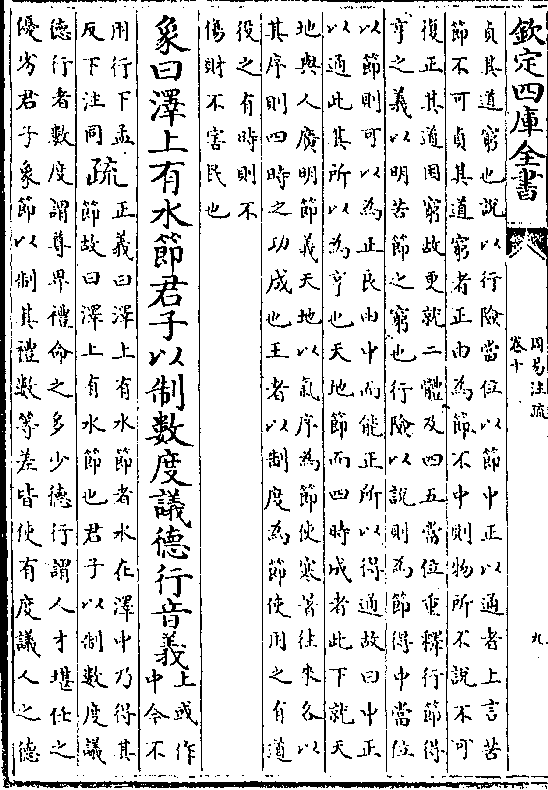 欽定四庫全書
周易注疏
卷十
九
貞其道窮也説以行險當位以節中正以通者上言苦
節不可貞其道窮者正由為節不中則物所不說不可
復正其道困窮故更就二體及四五當位重釋行節得
亨之義以明苦節之窮也行險以說則為節得中當位
以節則可以為正良由中而能正所以得通故曰中正
以通此其所以為亨也天地節而四時成者此下就天
地與人廣明節義天地以氣序為節使寒暑往來各以
其序則四時之功成也王者以制度為節使用之有道
役之有時則不
傷財不害民也
象曰澤上有水節君子以制數度議德行音義
上或作
中今不
用行下孟
反下注同
疏
正義曰澤上有水節者水在澤中乃得其
節故曰澤上有水節也君子以制數度議
德行者數度謂尊卑禮命之多少德行謂人才堪任之
優劣君子象節以制其禮數等差皆使有度議人之德